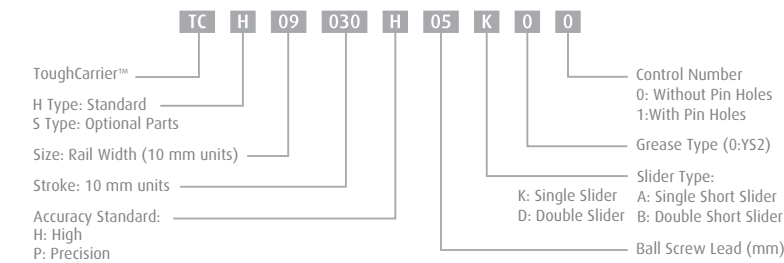 TC H 09 030 H 05 K 0 0
ToughCarrier™
H Type: Standard
S Type: Optional Parts
Size: Rail Width (10 mm units)
Stroke: 10 mm units
Accuracy Standard:
H: High
P: Precision
Control Number
0: Without Pin Holes
1:With Pin Holes
Grease Type (0:YS2)
Slider Type:
K: Single Slider A: Single Short Slider
D: Double Slider B: Double Short Slider
Ball Screw Lead (mm)